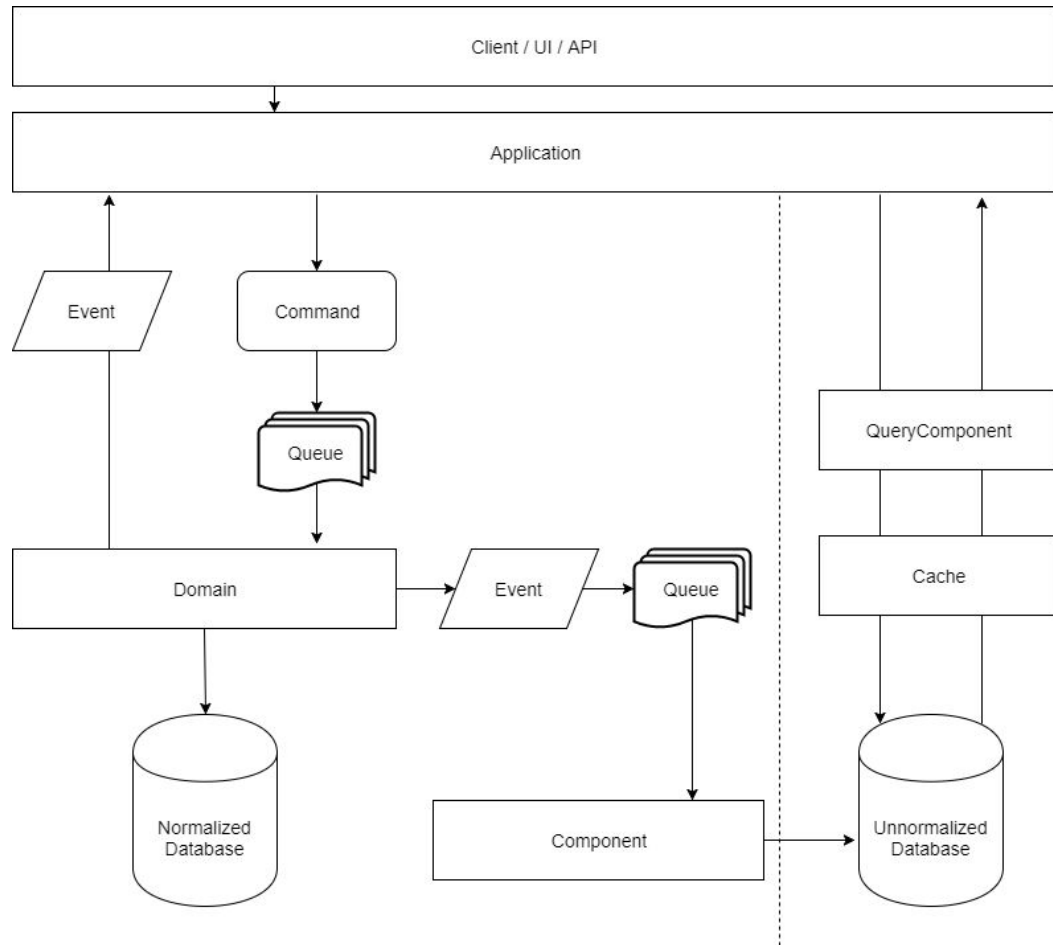 Client / UI / API
Application
Event
Command
QueryComponent
Queue
Cache
Domain
Event
Queue
Normalized
Database
Component
Unnormalized
Database